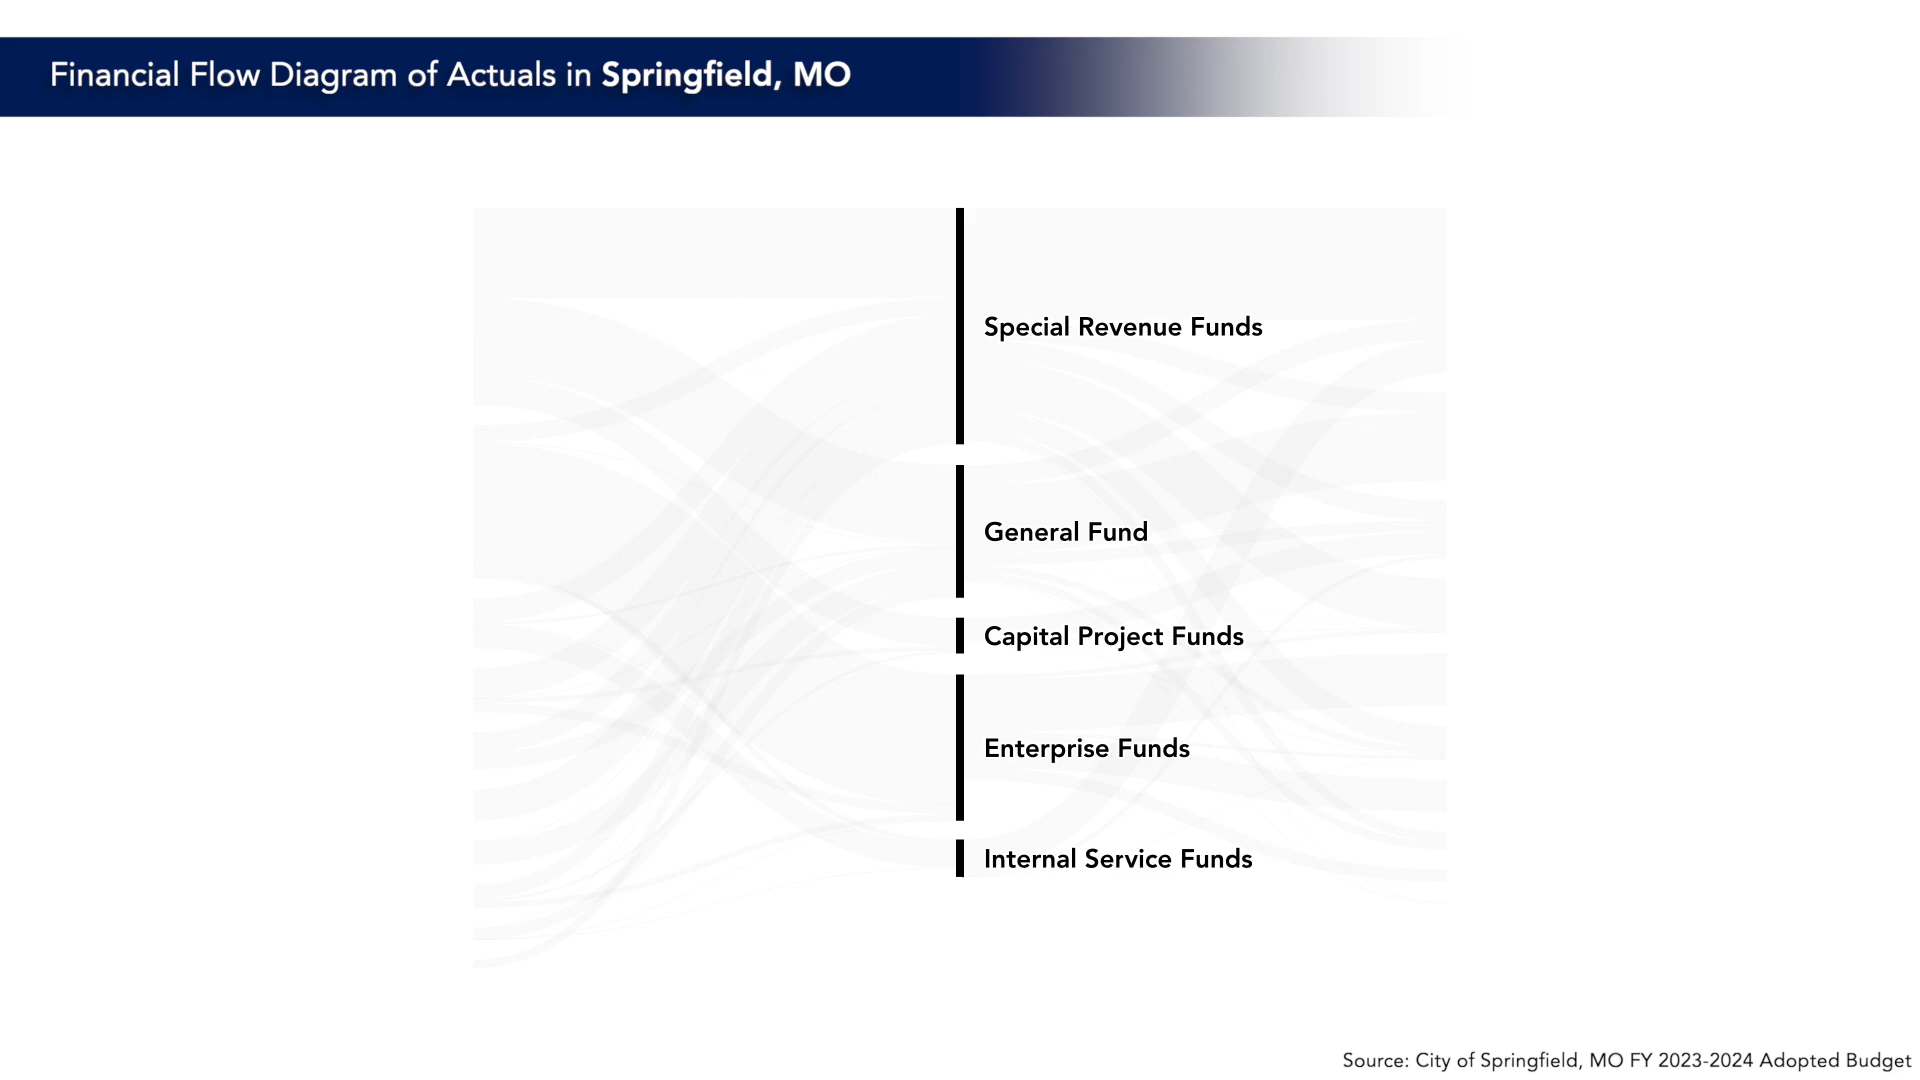 Financial Flow Diagram of Actuals in Springfield, MO
Special Revenue Funds
General Fund
Capital Project Funds
Enterprise Funds
Internal Service Funds
Source: City of Springfield, MO FY 2023-2024 Adopted Budget